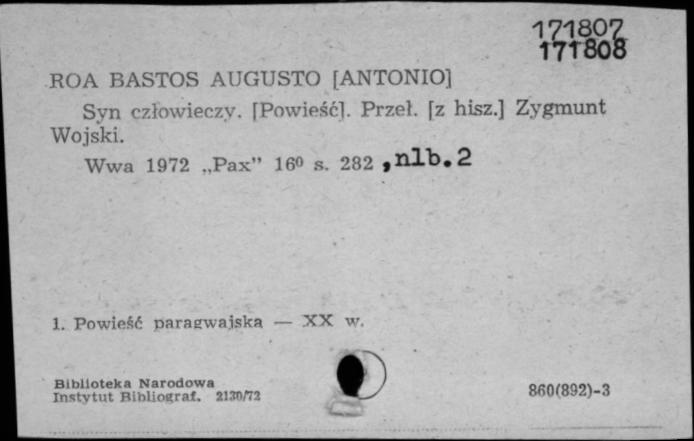 171807
171808
ROA BASTOS AUGUSTO [ANTONIO]
Syn człowieczy. [Powieść]. Przeł. [z hisz.] Zygmunt
Wojski.
Wwa 1972 „Pax” 16⁰ s. 282 ,nlb.2
1. Powieść paragwajska — XX w.
Biblioteka Narodowa
Instytut Bibliograf. 2130/72
860(892)-3